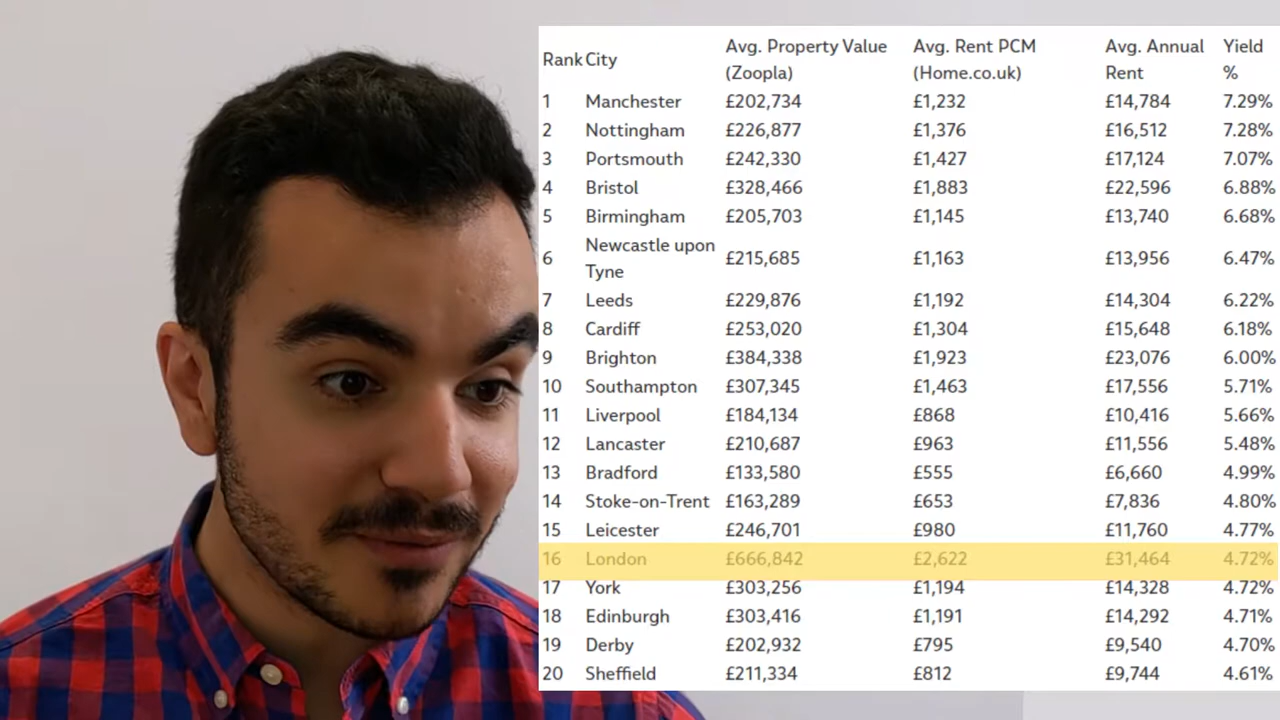 Rank City Avg. Property Value (Zoopla) Avg. Rent PCM (Home.co.uk) Avg. Annual Rent Yield %
1 Manchester £202,734 £1,232 £14,784 7.29%
2 Nottingham £226,877 £1,376 £16,512 7.28%
3 Portsmouth £242,330 £1,427 £17,124 7.07%
4 Bristol £328,466 £1,883 £22,596 6.88%
5 Birmingham £205,703 £1,145 £13,740 6.68%
6 Newcastle upon Tyne £215,685 £1,163 £13,956 6.47%
7 Leeds £229,876 £1,192 £14,304 6.22%
8 Cardiff £253,020 £1,304 £15,648 6.18%
9 Brighton £384,338 £1,923 £23,076 6.00%
10 Southampton £307,345 £1,463 £17,556 5.71%
11 Liverpool £184,134 £868 £10,416 5.66%
12 Lancaster £210,687 £963 £11,556 5.48%
13 Bradford £133,580 £555 £6,660 4.99%
14 Stoke-on-Trent £163,289 £653 £7,836 4.80%
15 Leicester £246,701 £980 £11,760 4.77%
16 London £666,842 £2,622 £31,464 4.72%
17 York £303,256 £1,194 £14,328 4.72%
18 Edinburgh £303,416 £1,191 £14,292 4.71%
19 Derby £202,932 £795 £9,540 4.70%
20 Sheffield £211,334 £812 £9,744 4.61%